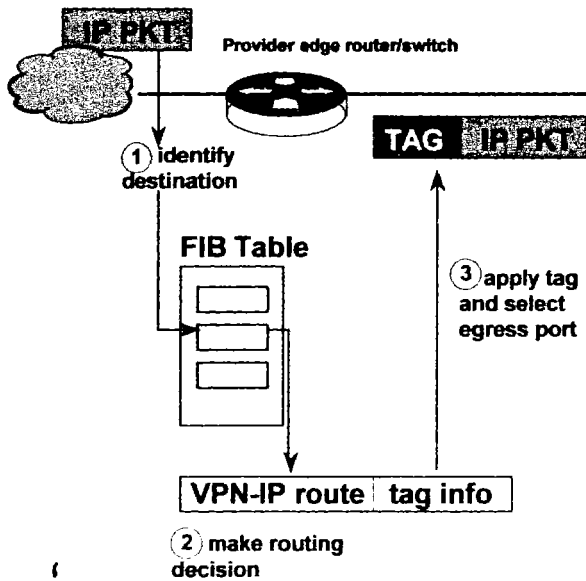 IP PKT
Provider edge router/switch
TAG IP PKT
1 identify
destination
FIB Table
3 apply tag
and select
egress port
VPN-IP route tag info
2 make routing
decision